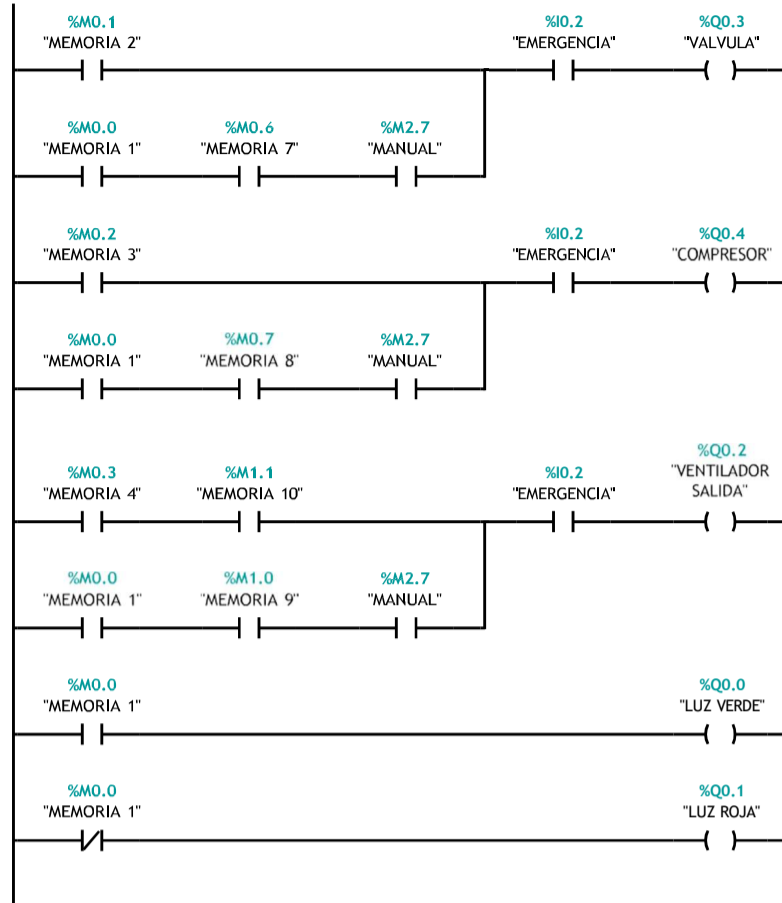 %M0.1 %I0.2 %Q0.3
"MEMORIA 2" "EMERGENCIA" "VALVULA"
%M0.0 %M0.6 %M2.7
"MEMORIA 1" "MEMORIA 7" "MANUAL"
%M0.2 %I0.2 %Q0.4
"MEMORIA 3" "EMERGENCIA" "COMPRESOR"
%M0.0 %M0.7 %M2.7
"MEMORIA 1" "MEMORIA 8" "MANUAL"
%Q0.2
%M0.3 %M1.1 %I0.2 "VENTILADOR
"MEMORIA 4" "MEMORIA 10" "EMERGENCIA" SALIDA"
%M0.0 %M1.0 %M2.7
"MEMORIA 1" "MEMORIA 9" "MANUAL"
%M0.0 %Q0.0
"MEMORIA 1" "LUZ VERDE"
%M0.0 %Q0.1
"MEMORIA 1" "LUZ ROJA"